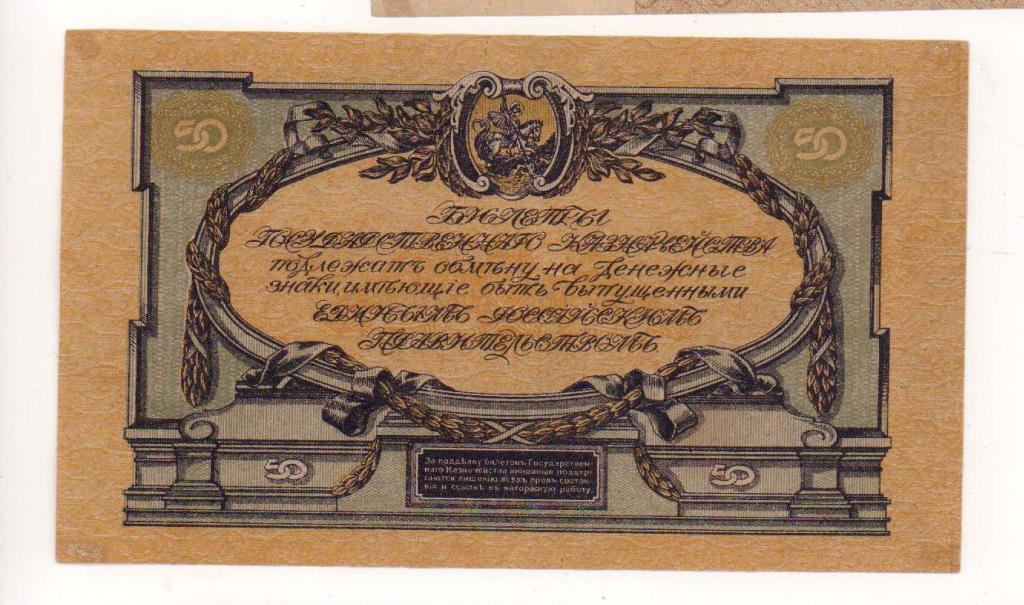 50
50
БИЛЕТЫ
ГОСУДАРСТВЕННАГО КАЗНАЧЕЙСТВА
подлежатъ обмѣну на денежные
знаки, имѣющіе быть выпущенными
ЕДИНЫМЪ РОССІЙСКИМЪ
ПРАВИТЕЛЬСТВОМЪ.
50
50
За поддѣлку билетовъ Государствен-
наго Казначейства виновные подвер-
гаются лишенію всѣхъ правъ состоя-
нія и ссылкѣ въ каторжную работу.